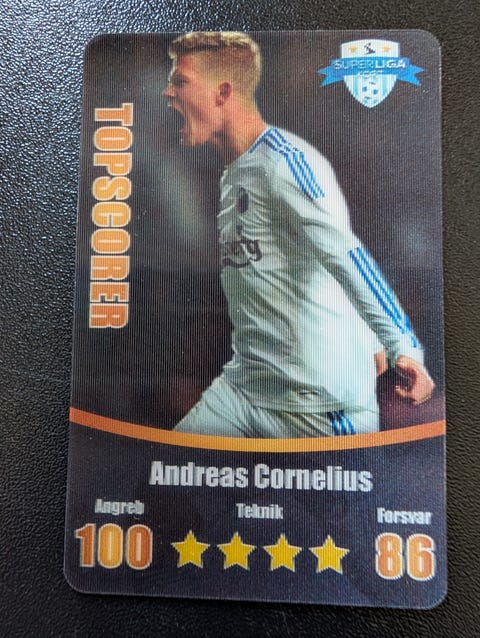 SUPERLIGA
TOPSCORER
Andreas Cornelius
Angreb
Teknik
Forsvar
100
86